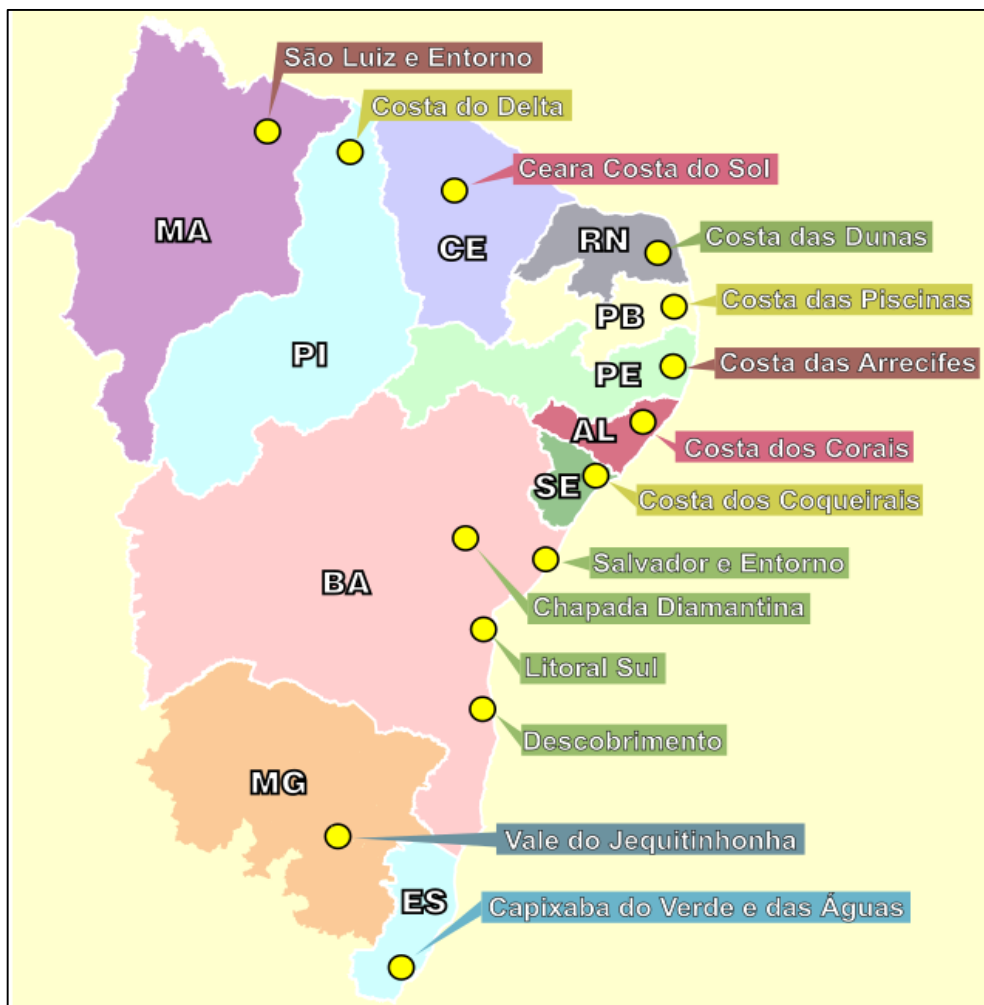 São Luiz e Entorno
Costa do Delta
Ceara Costa do Sol
MA
CE
RN
Costa das Dunas
Costa das Piscinas
PB
PI
PE
Costa das Arrecifes
AL
Costa dos Corais
SE
Costa dos Coqueirais
Salvador e Entorno
BA
Chapada Diamantina
Litoral Sul
Descobrimento
MG
Vale do Jequitinhonha
ES
Capixaba do Verde e das Águas